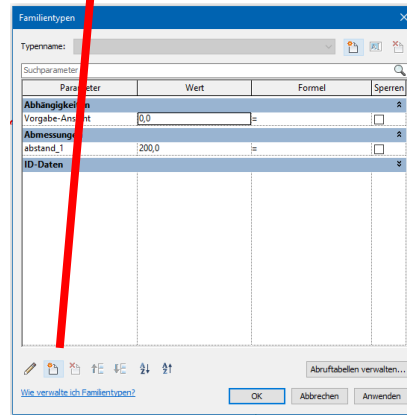 Familientypen
Typenname:
Suchparameter
Parameter Wert Formel Sperren
Abhängigkeiten
Vorgabe-Ansicht 0,0 =
Abmessungen
abstand_1 200,0 =
ID-Daten
Abruftabellen verwalten...
Wie verwalte ich Familientypen?
OK Abbrechen Anwenden